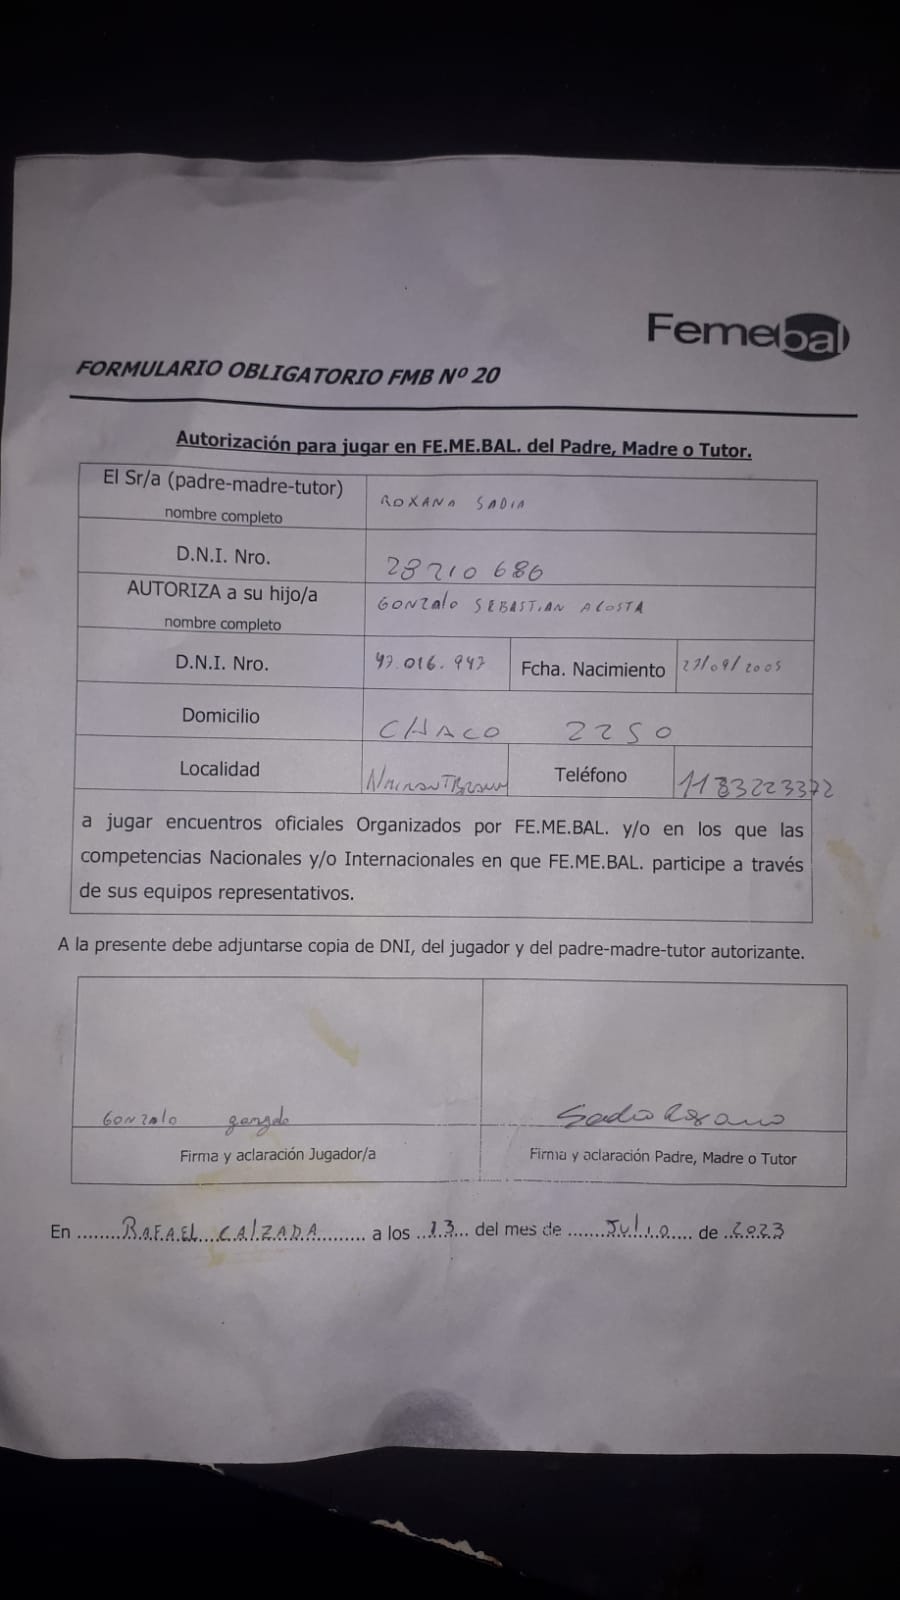 Femebal
FORMULARIO OBLIGATORIO FMB Nº 20
Autorización para jugar en FE.ME.BAL. del Padre, Madre o Tutor.
El Sr/a (padre-madre-tutor)
nombre completo
ROXANA SADIA
D.N.I. Nro.
28210 686
AUTORIZA a su hijo/a
nombre completo
GONZAlo SEBASTIAN ACOSTA
D.N.I. Nro.
47.016.947
Fcha. Nacimiento
27/09/2005
Domicilio
CHACO 2250
Localidad
Teléfono
1183223372
a jugar encuentros oficiales Organizados por FE.ME.BAL. y/o en los que las
competencias Nacionales y/o Internacionales en que FE.ME.BAL. participe a través
de sus equipos representativos.
A la presente debe adjuntarse copia de DNI, del jugador y del padre-madre-tutor autorizante.
GONZAlo
Sadia Roxana
Firma y aclaración Jugador/a
Firma y aclaración Padre, Madre o Tutor
En ........RAFAEL CAlZADA......... a los ..13... del mes de .......JUlIO..... de ..2023